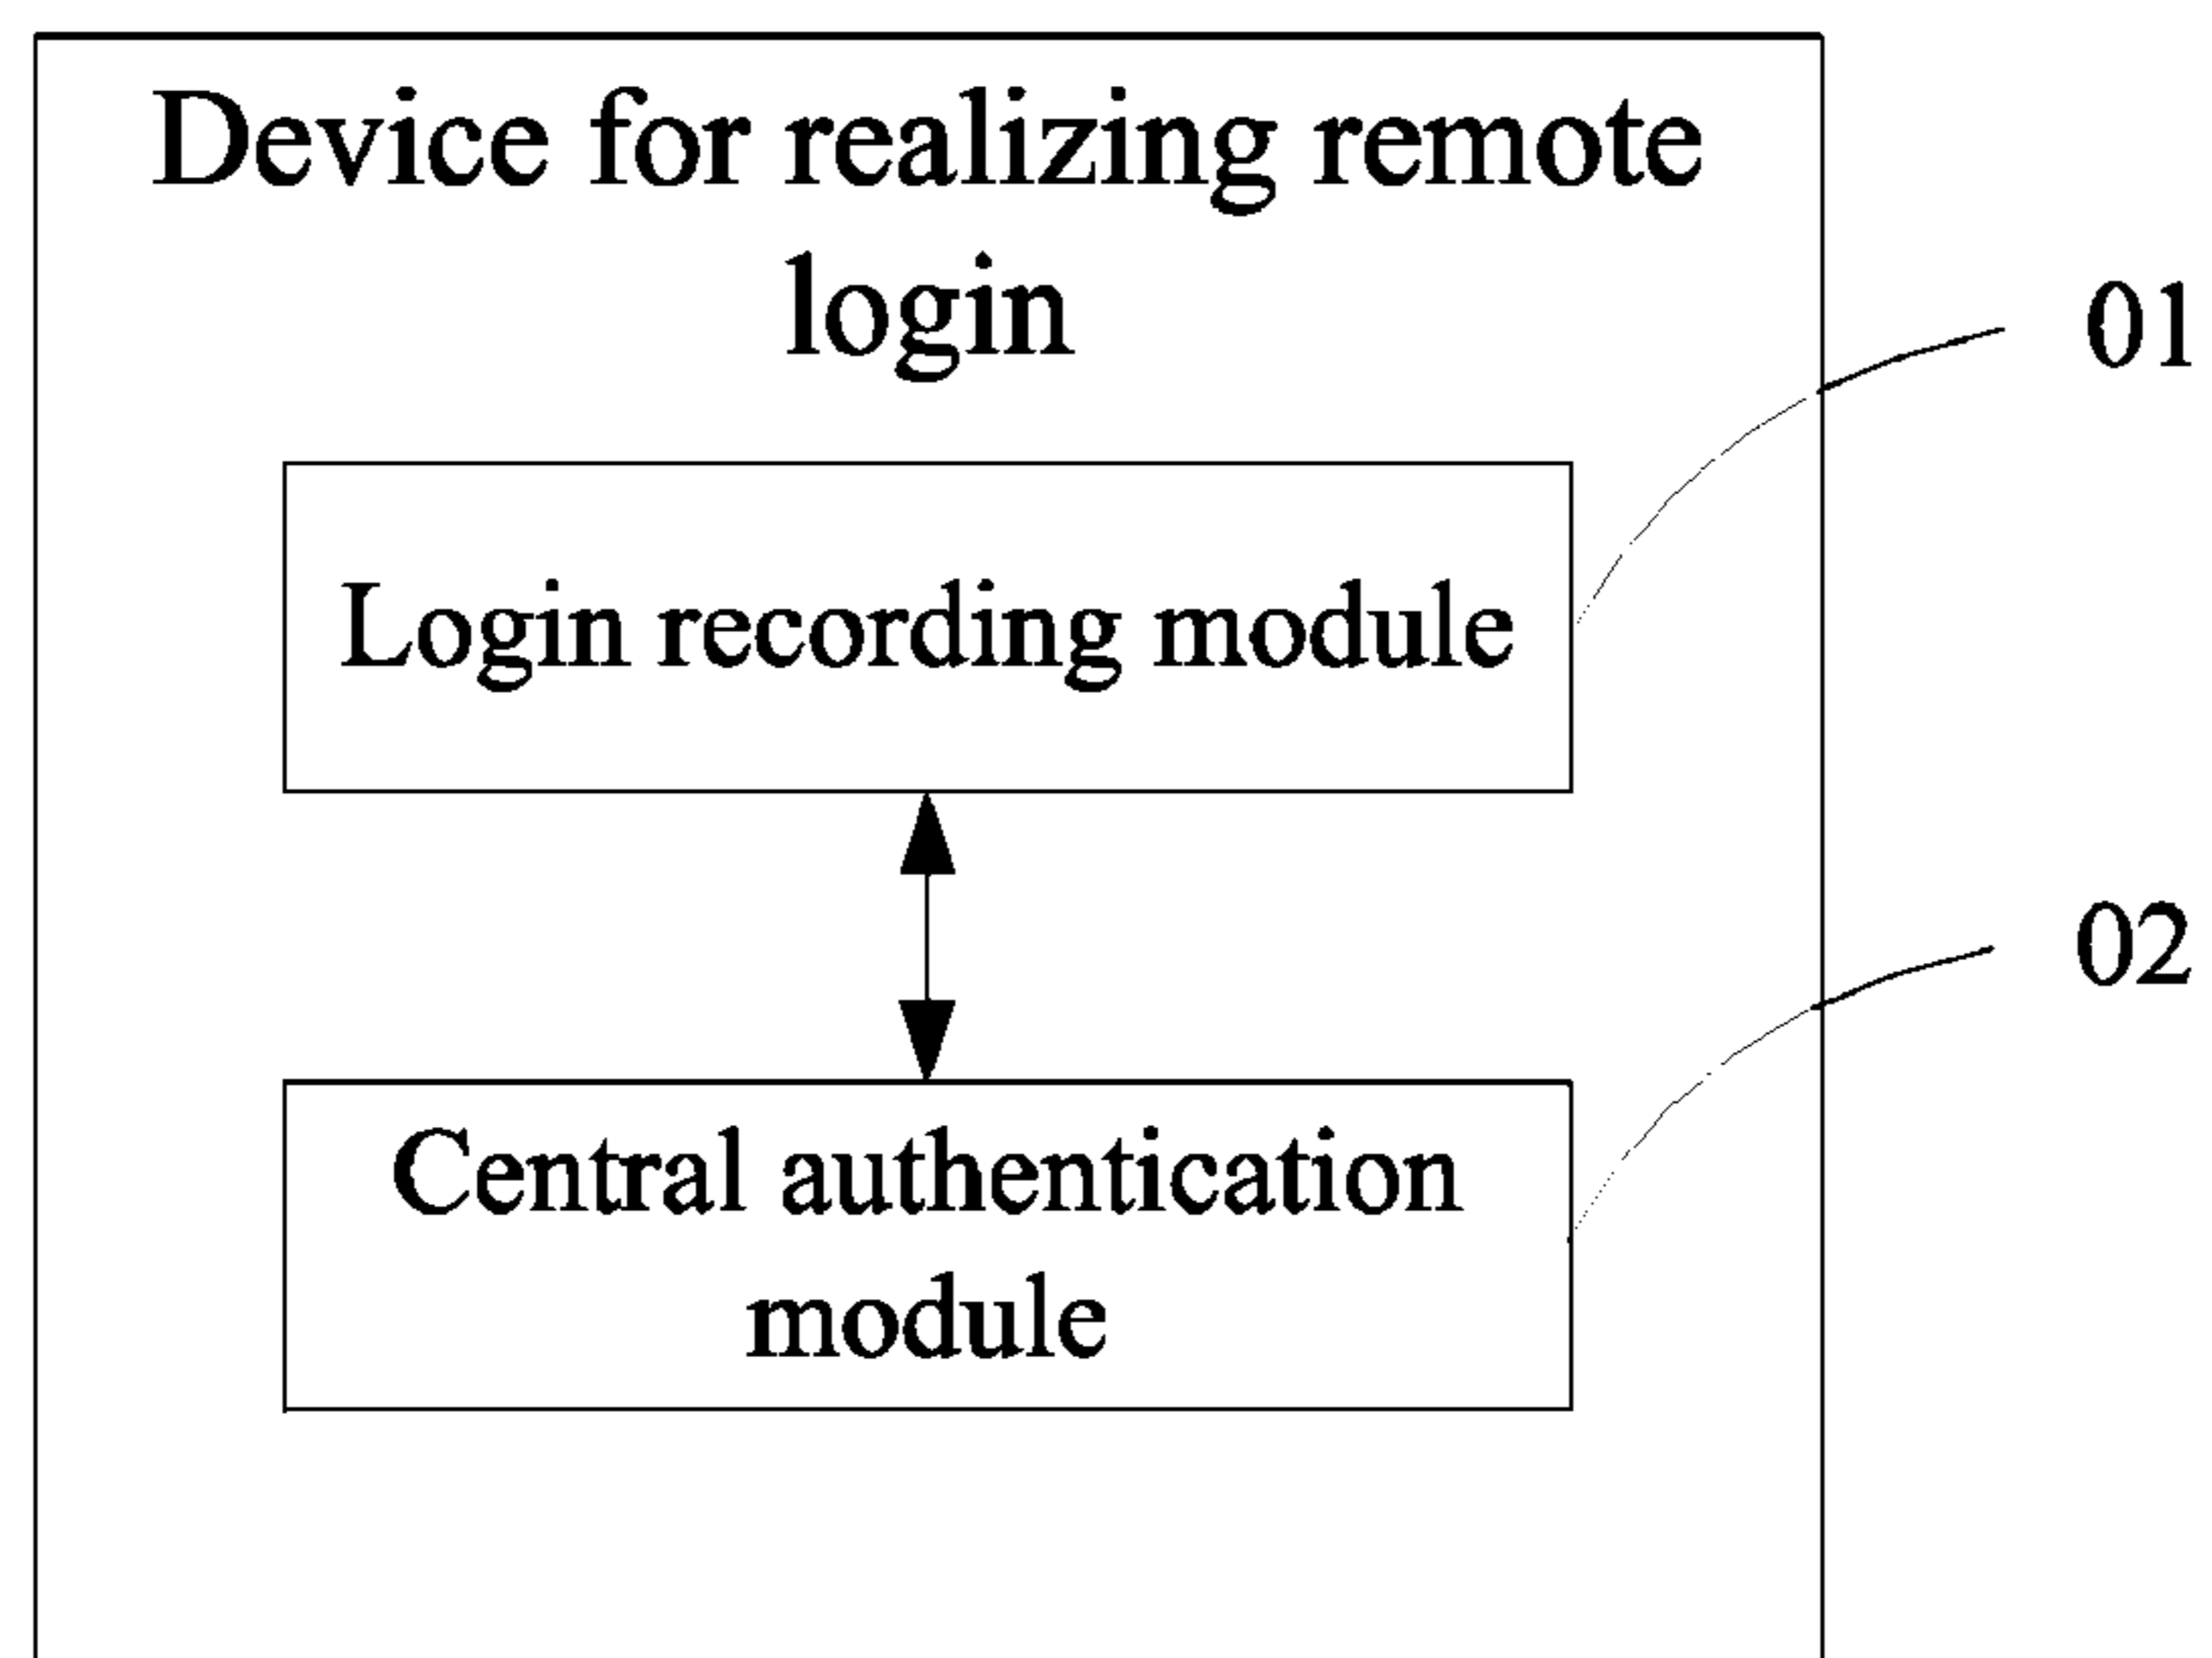 Device for realizing remote
login
01
Login recording module
02
Central authentication
module